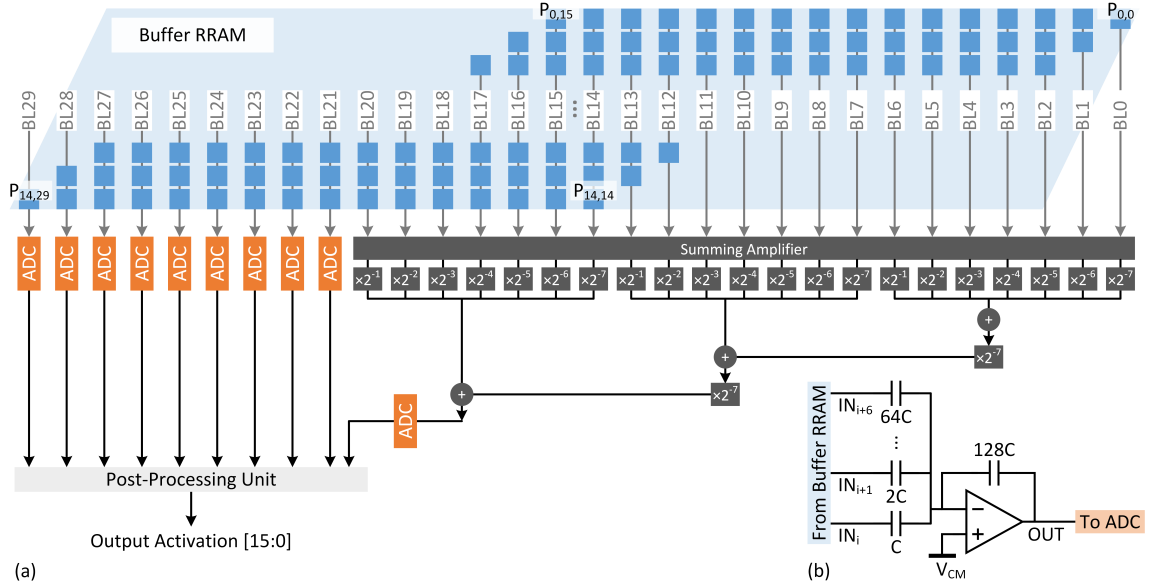 P0,15
P0,0
Buffer RRAM
BL29 BL28 BL27 BL26 BL25 BL24 BL23 BL22 BL21 BL20 BL19 BL18 BL17 BL16 BL15 ... BL14 BL13 BL12 BL11 BL10 BL9 BL8 BL7 BL6 BL5 BL4 BL3 BL2 BL1 BL0
P14,29
P14,14
ADC ADC ADC ADC ADC ADC ADC ADC ADC
Summing Amplifier
×2⁻¹ ×2⁻² ×2⁻³ ×2⁻⁴ ×2⁻⁵ ×2⁻⁶ ×2⁻⁷ ×2⁻¹ ×2⁻² ×2⁻³ ×2⁻⁴ ×2⁻⁵ ×2⁻⁶ ×2⁻⁷ ×2⁻¹ ×2⁻² ×2⁻³ ×2⁻⁴ ×2⁻⁵ ×2⁻⁶ ×2⁻⁷
+
+ ×2⁻⁷
+ ×2⁻⁷
ADC
Post-Processing Unit
Output Activation [15:0]
(a)
From Buffer RRAM
INi+6
64C
...
INi+1
2C
INi
C
128C
−
+
OUT
To ADC
VCM
(b)